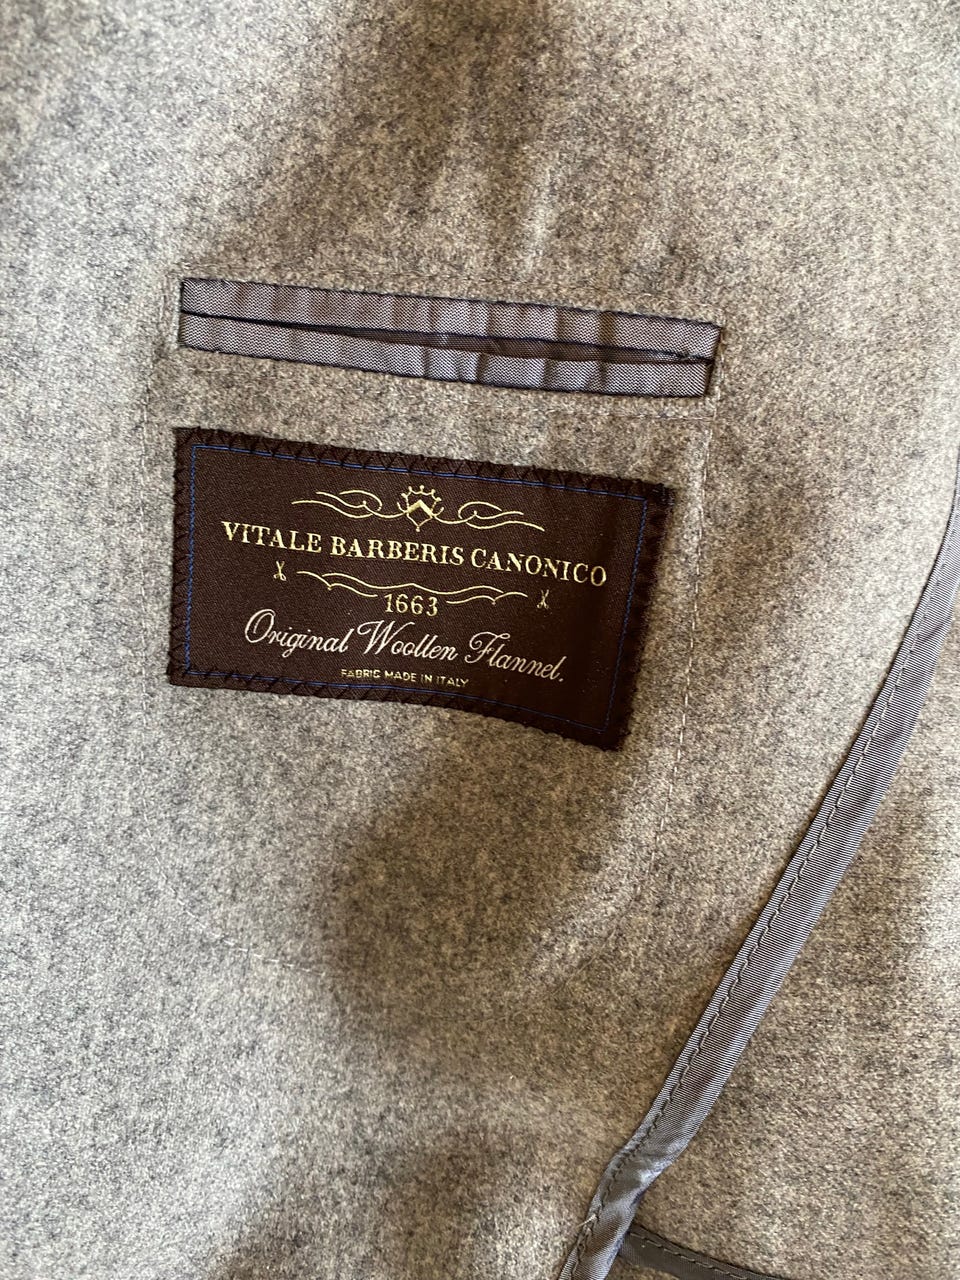 VITALE BARBERIS CANONICO
1663
Original Woollen Flannel.
FABRIC MADE IN ITALY